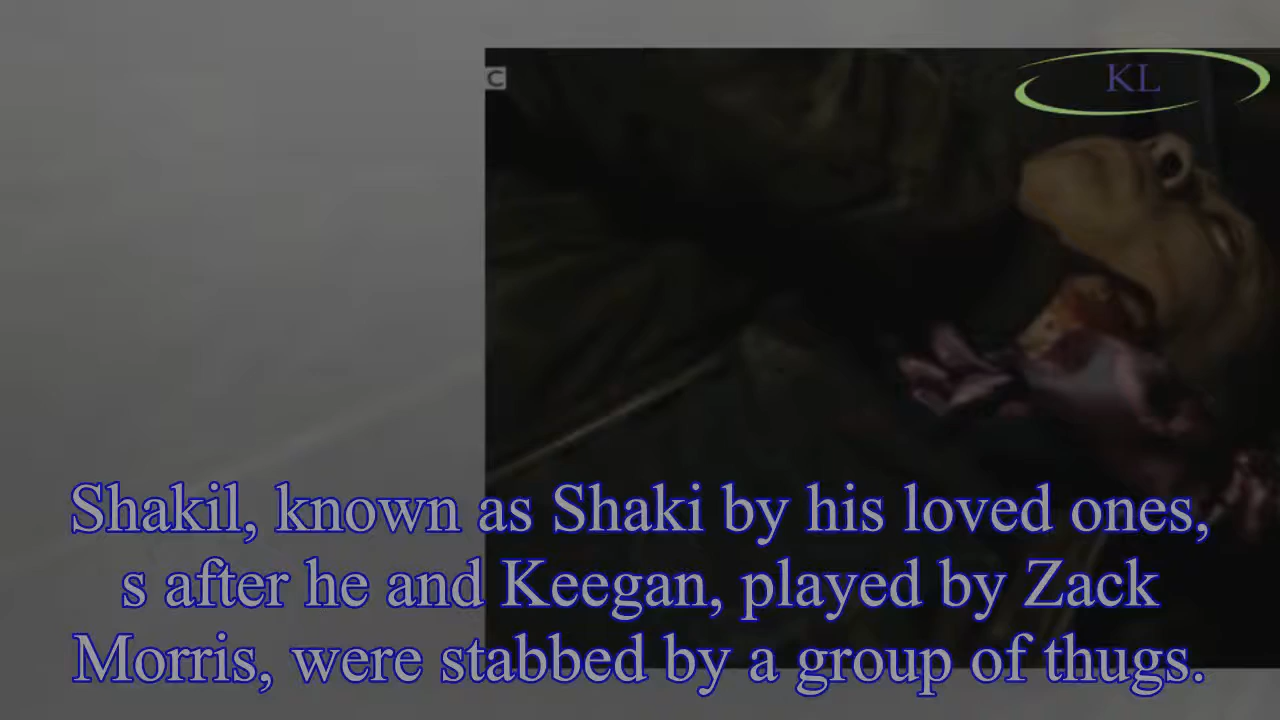 C
KL
Shakil, known as Shaki by his loved ones,
s after he and Keegan, played by Zack
Morris, were stabbed by a group of thugs.